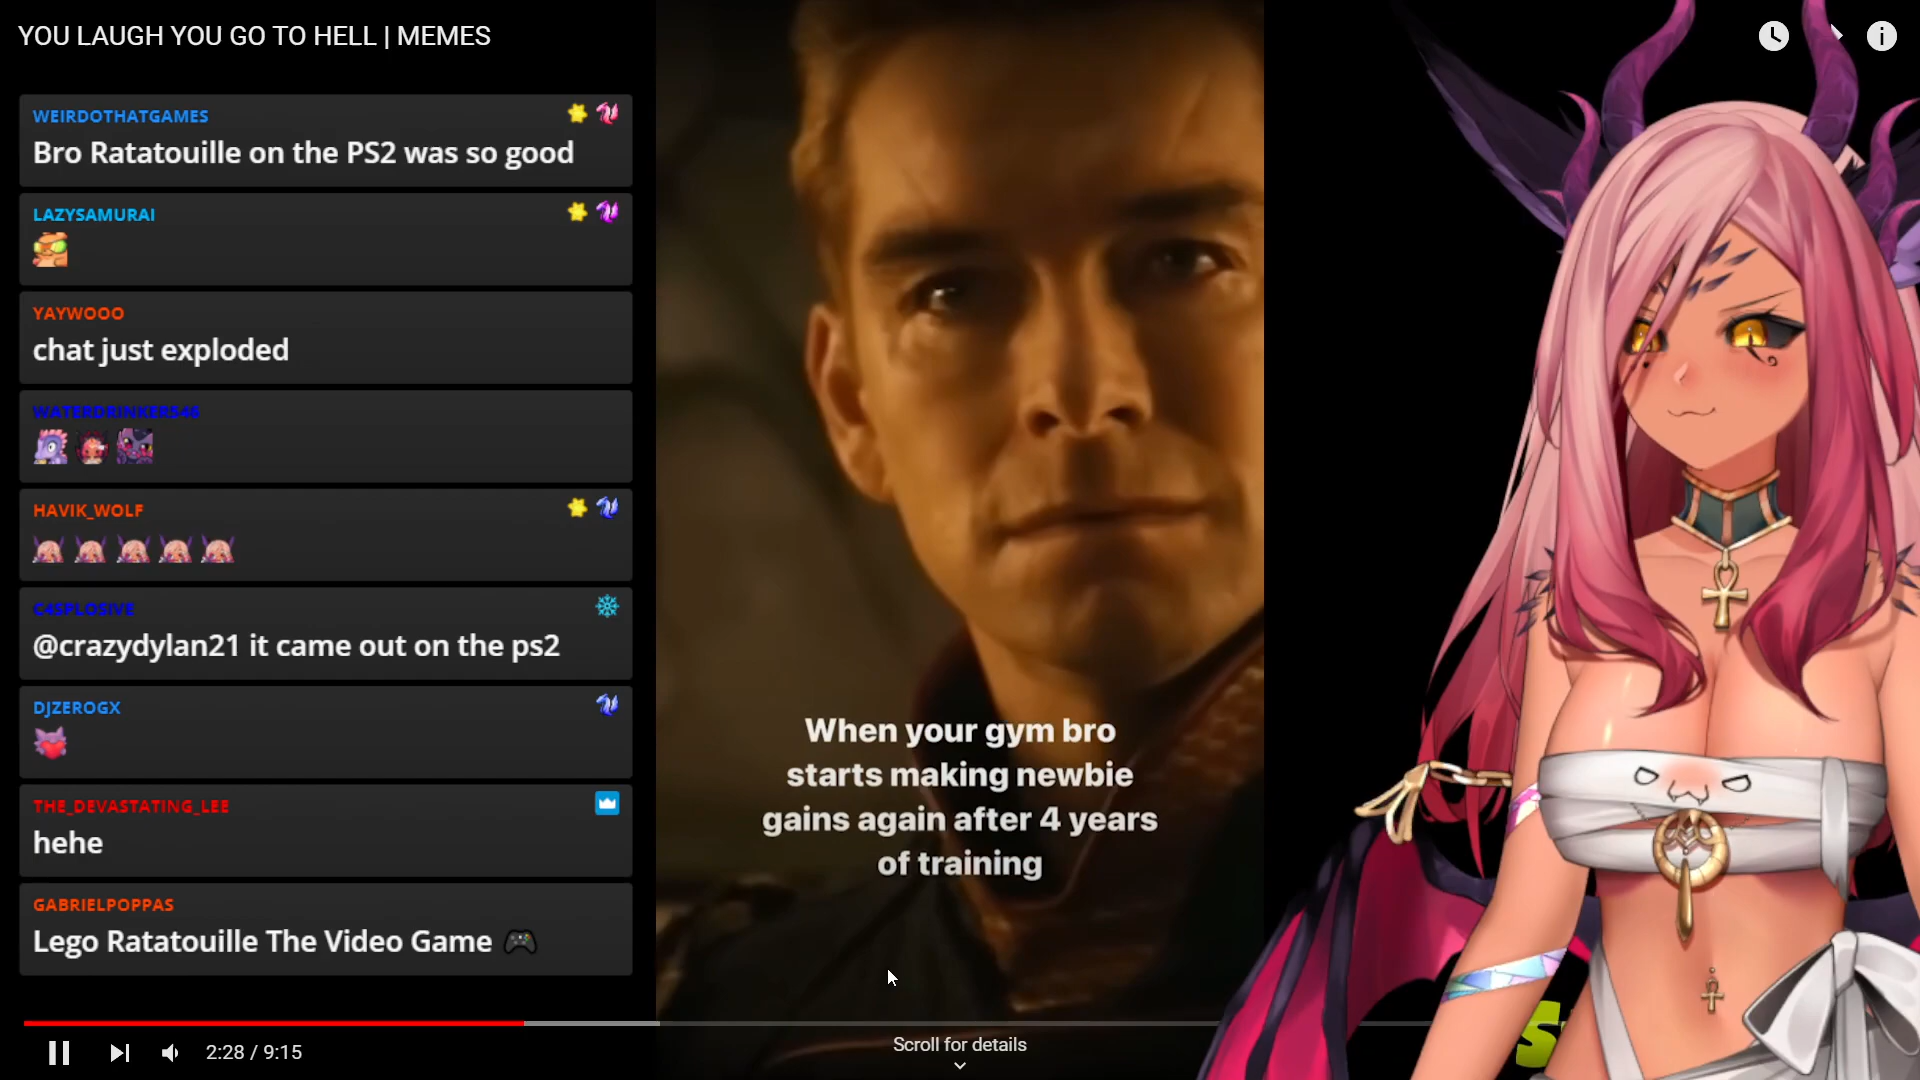 YOU LAUGH YOU GO TO HELL | MEMES
WEIRDOTHATGAMES
Bro Ratatouille on the PS2 was so good
LAZYSAMURAI
YAYWOOO
chat just exploded
WATERDRINKER546
HAVIK_WOLF
C4SPLOSIVE
@crazydylan21 it came out on the ps2
DJZEROGX
THE_DEVASTATING_LEE
hehe
GABRIELPOPPAS
Lego Ratatouille The Video Game
When your gym bro
starts making newbie
gains again after 4 years
of training
2:28 / 9:15
Scroll for details